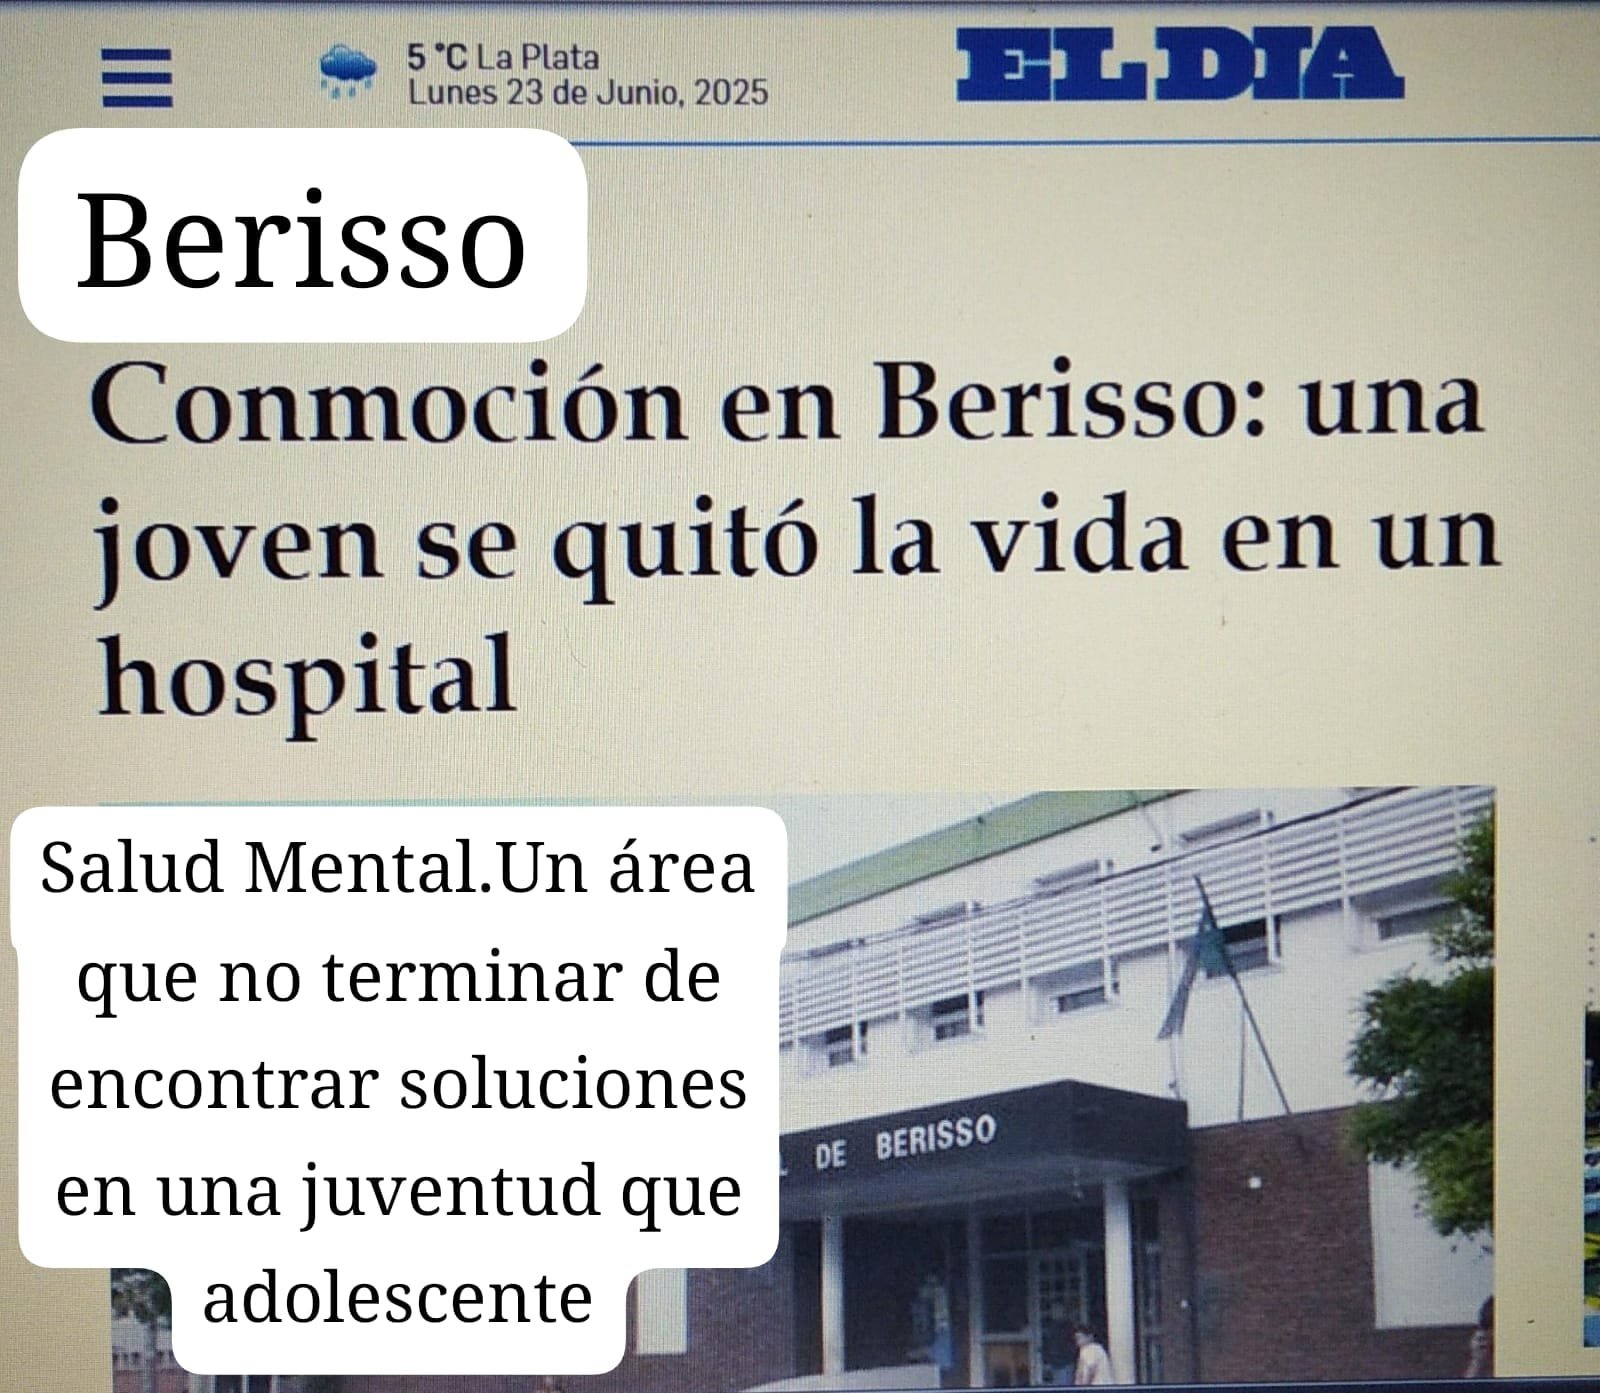 5 °C La Plata
Lunes 23 de Junio, 2025
EL DIA
Berisso
Conmoción en Berisso: una
joven se quitó la vida en un
hospital
Salud Mental.Un área
que no terminar de
encontrar soluciones
en una juventud que
adolescente
DE BERISSO